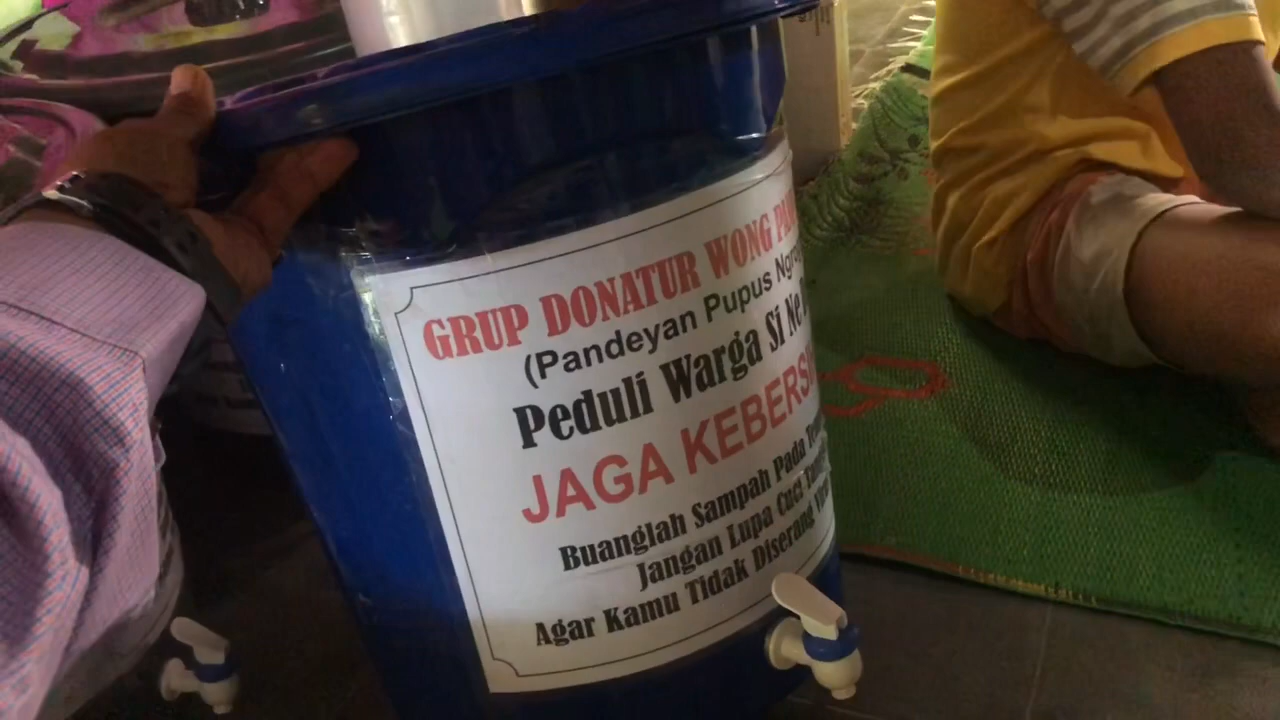 GRUP DONATUR WONG
(Pandeyan Pupus
Peduli Warga Si Ne
JAGA
Buanglah Sampah Pada
Jangan Lupa Cuci
Agar Kamu Tidak Diserang